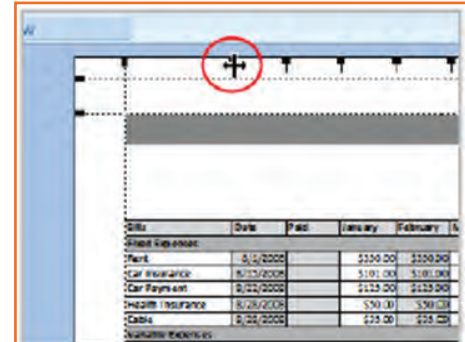 Bills Date Paid January February
Fixed Expenses
Rent 8/1/2008 $350.00 $350.00
Car Insurance 8/15/2008 $101.00 $101.00
Car Payment 8/21/2008 $125.00 $125.00
Health Insurance 8/28/2008 $50.00 $50.00
Cable 8/28/2008 $35.00 $35.00
Variable Expenses